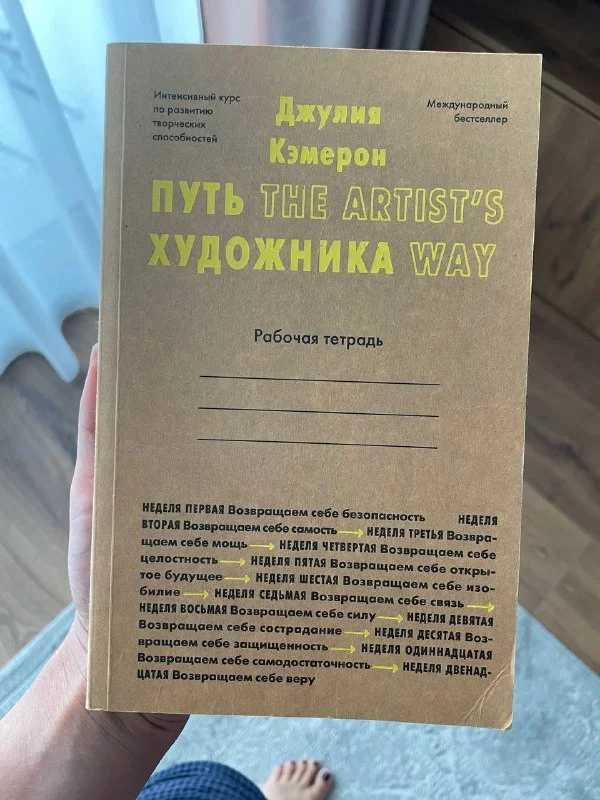 Интенсивный курс
по развитию
творческих
способностей
Джулия
Кэмерон
Международный
бестселлер
ПУТЬ THE ARTIST'S
ХУДОЖНИКА WAY
Рабочая тетрадь
НЕДЕЛЯ ПЕРВАЯ Возвращаем себе безопасность НЕДЕЛЯ
ВТОРАЯ Возвращаем себе самость → НЕДЕЛЯ ТРЕТЬЯ Возвра-
щаем себе мощь → НЕДЕЛЯ ЧЕТВЕРТАЯ Возвращаем себе
целостность → НЕДЕЛЯ ПЯТАЯ Возвращаем себе откры-
тое будущее → НЕДЕЛЯ ШЕСТАЯ Возвращаем себе изо-
билие → НЕДЕЛЯ СЕДЬМАЯ Возвращаем себе связь →
НЕДЕЛЯ ВОСЬМАЯ Возвращаем себе силу → НЕДЕЛЯ ДЕВЯТАЯ
Возвращаем себе сострадание → НЕДЕЛЯ ДЕСЯТАЯ Воз-
вращаем себе защищенность → НЕДЕЛЯ ОДИННАДЦАТАЯ
Возвращаем себе самодостаточность → НЕДЕЛЯ ДВЕНАД-
ЦАТАЯ Возвращаем себе веру